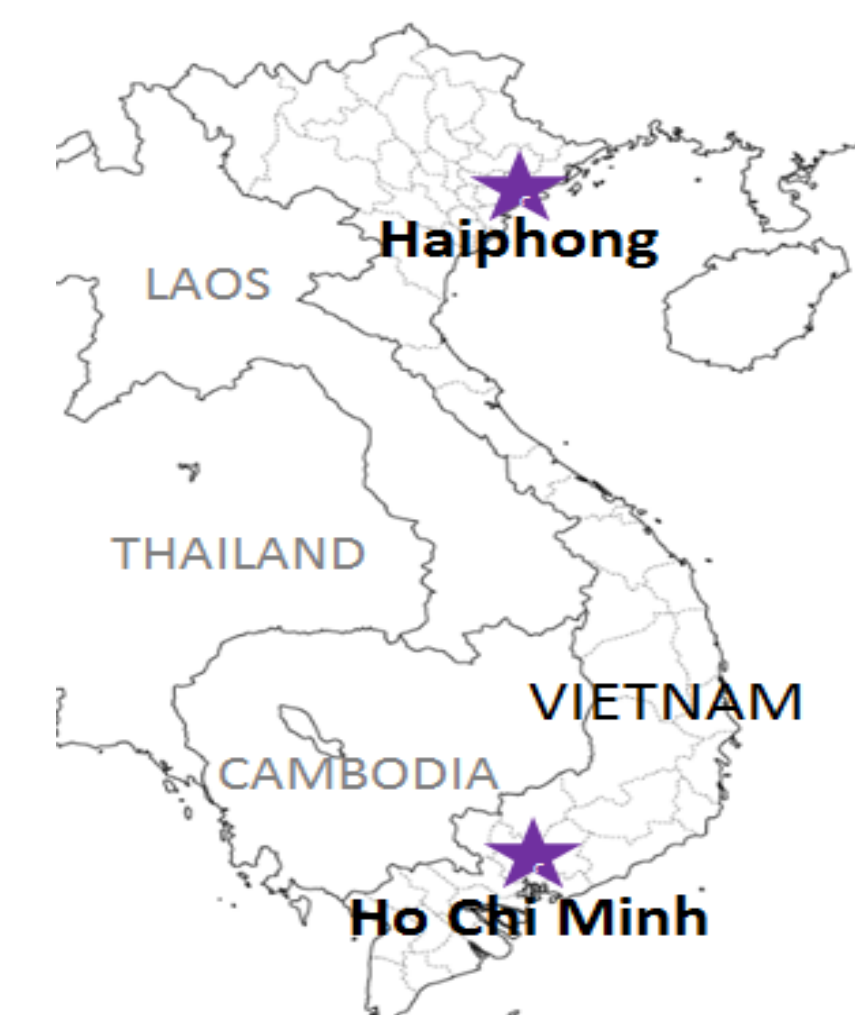 Haiphong
LAOS
THAILAND
VIETNAM
CAMBODIA
Ho Chi Minh